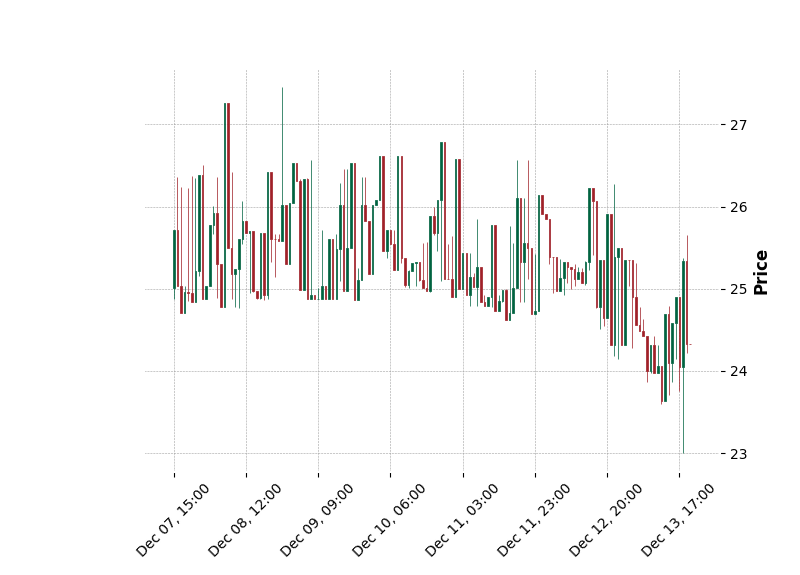 27
26
25
24
23
Price
Dec 07, 15:00
Dec 08, 12:00
Dec 09, 09:00
Dec 10, 06:00
Dec 11, 03:00
Dec 11, 23:00
Dec 12, 20:00
Dec 13, 17:00